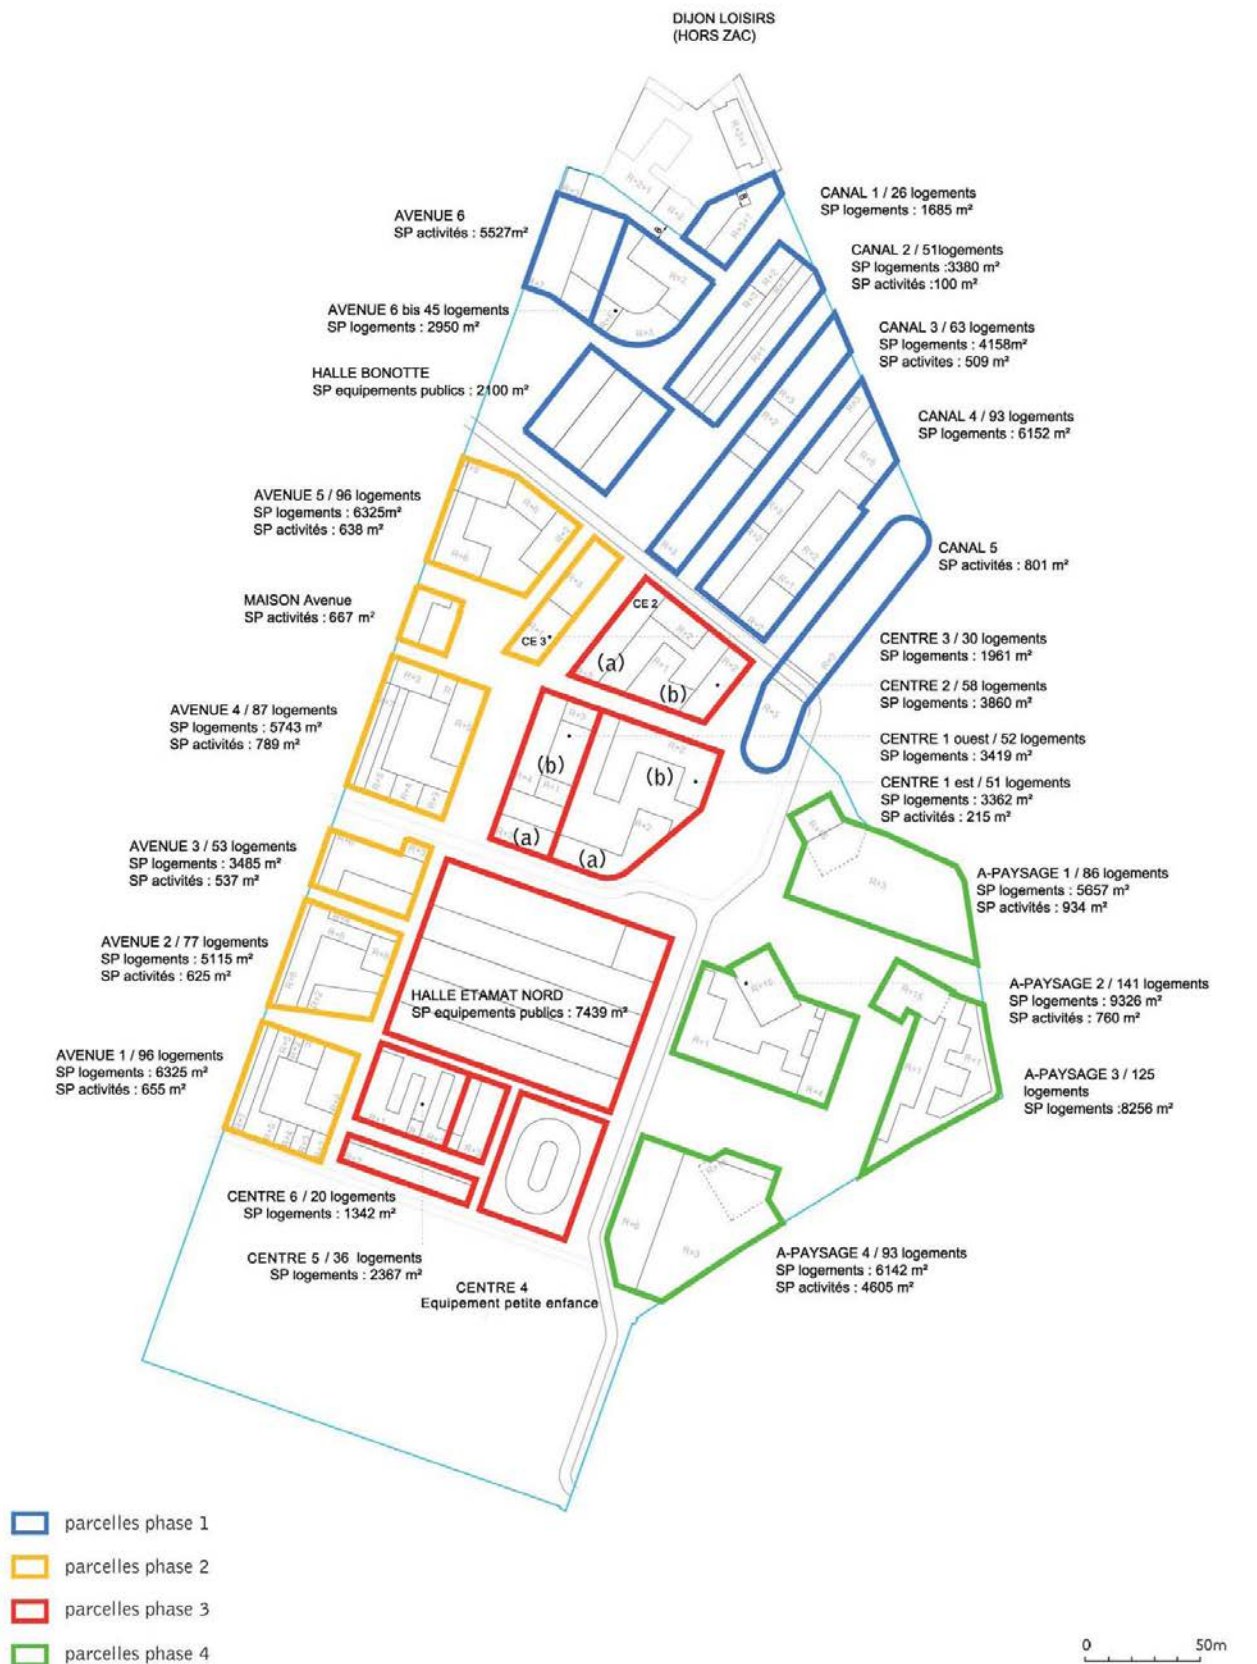 DIJON LOISIRS
(HORS ZAC)
CANAL 1 / 26 logements
SP logements : 1685 m²
AVENUE 6
SP activités : 5527m²
CANAL 2 / 51logements
SP logements :3380 m²
SP activités :100 m²
AVENUE 6 bis 45 logements
SP logements : 2950 m²
CANAL 3 / 63 logements
SP logements : 4158m²
SP activites : 509 m²
HALLE BONOTTE
SP equipements publics : 2100 m²
CANAL 4 / 93 logements
SP logements : 6152 m²
AVENUE 5 / 96 logements
SP logements : 6325m²
SP activités : 638 m²
CANAL 5
SP activités : 801 m²
MAISON Avenue
SP activités : 667 m²
CE 2
CE 3
(a)
(b)
CENTRE 3 / 30 logements
SP logements : 1961 m²
CENTRE 2 / 58 logements
SP logements : 3860 m²
AVENUE 4 / 87 logements
SP logements : 5743 m²
SP activités : 789 m²
CENTRE 1 ouest / 52 logements
SP logements : 3419 m²
(b)
(b)
CENTRE 1 est / 51 logements
SP logements : 3362 m²
SP activités : 215 m²
(a)
(a)
AVENUE 3 / 53 logements
SP logements : 3485 m²
SP activités : 537 m²
A-PAYSAGE 1 / 86 logements
SP logements : 5657 m²
SP activités : 934 m²
AVENUE 2 / 77 logements
SP logements : 5115 m²
SP activités : 625 m²
HALLE ETAMAT NORD
SP equipements publics : 7439 m²
A-PAYSAGE 2 / 141 logements
SP logements : 9326 m²
SP activités : 760 m²
AVENUE 1 / 96 logements
SP logements : 6325 m²
SP activités : 655 m²
A-PAYSAGE 3 / 125
logements
SP logements :8256 m²
CENTRE 6 / 20 logements
SP logements : 1342 m²
CENTRE 5 / 36 logements
SP logements : 2367 m²
CENTRE 4
Equipement petite enfance
A-PAYSAGE 4 / 93 logements
SP logements : 6142 m²
SP activités : 4605 m²
parcelles phase 1
parcelles phase 2
parcelles phase 3
parcelles phase 4
0 50m